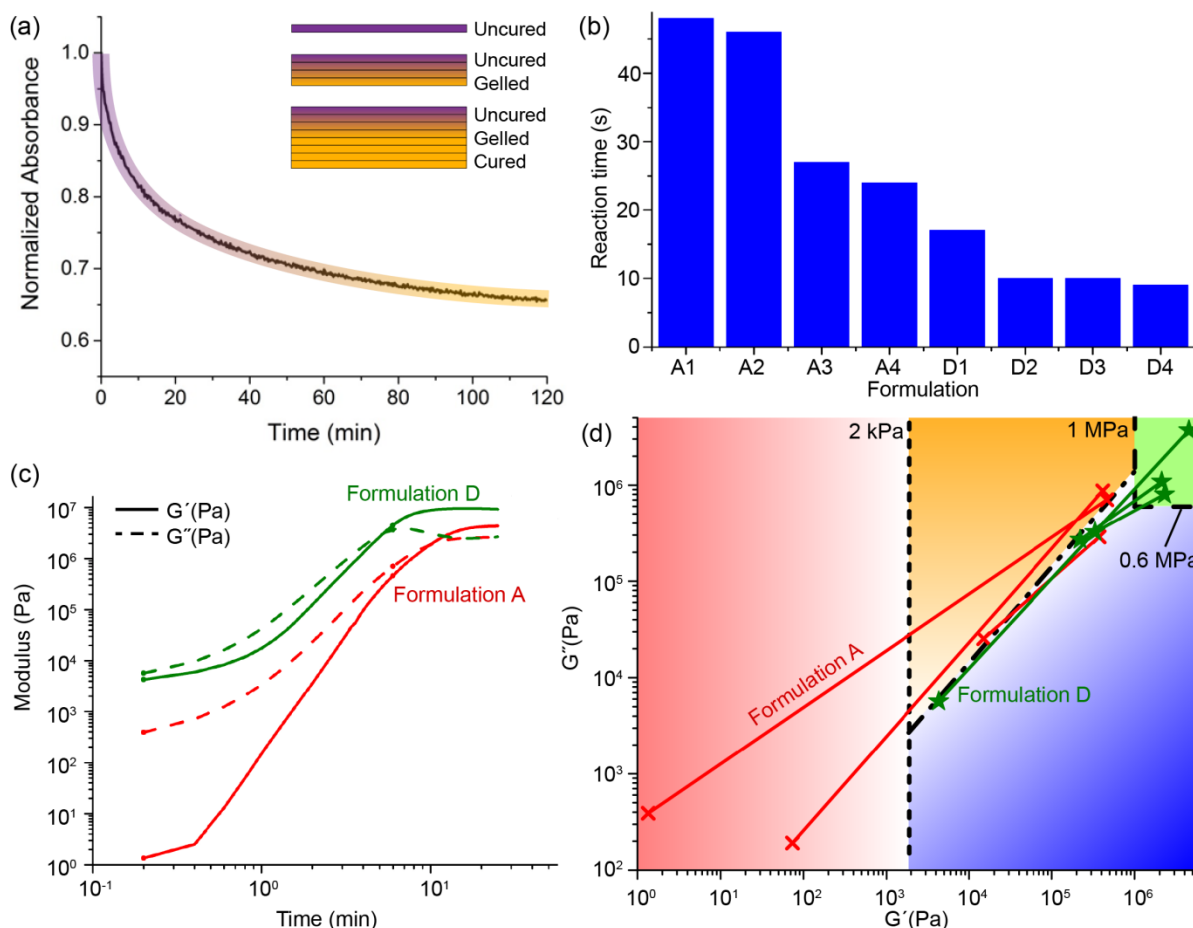 (a)
Uncured
Uncured
Gelled
Uncured
Gelled
Cured
Normalized Absorbance
1.0
0.9
0.8
0.7
0.6
0 20 40 60 80 100 120
Time (min)
(b)
Reaction time (s)
40
30
20
10
0
A1 A2 A3 A4 D1 D2 D3 D4
Formulation
(c)
G′(Pa)
G″(Pa)
Formulation D
Formulation A
Modulus (Pa)
10⁷
10⁶
10⁵
10⁴
10³
10²
10¹
10⁰
10⁻¹ 10⁰ 10¹
Time (min)
(d)
2 kPa
1 MPa
0.6 MPa
Formulation A
Formulation D
G″(Pa)
10⁶
10⁵
10⁴
10³
10²
10⁰ 10¹ 10² 10³ 10⁴ 10⁵ 10⁶
G′(Pa)